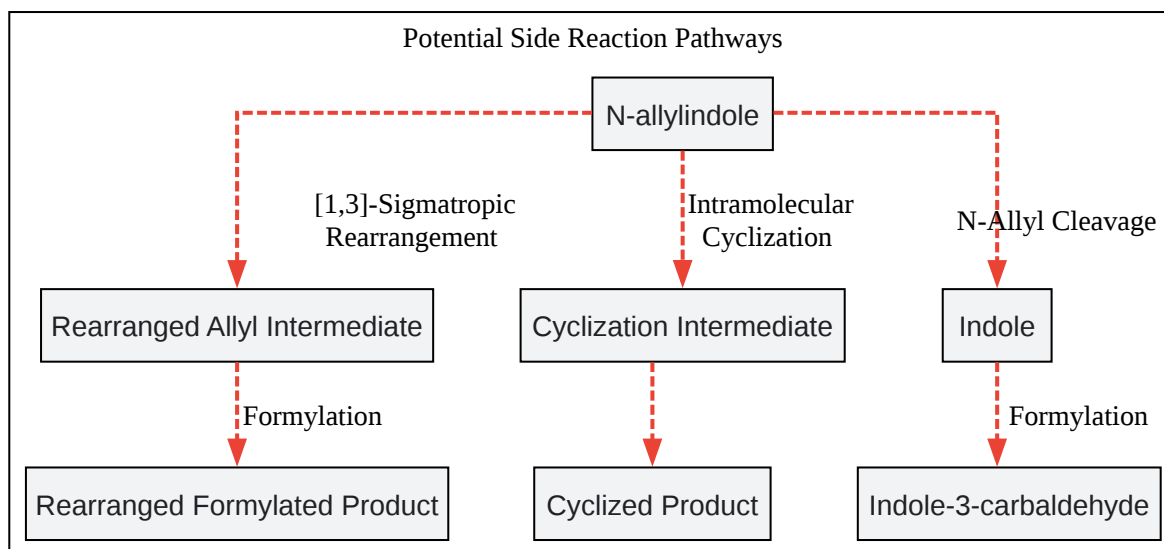 Potential Side Reaction Pathways
N-allylindole
[1,3]-Sigmatropic
Rearrangement
Intramolecular
Cyclization
N-Allyl Cleavage
Rearranged Allyl Intermediate
Cyclization Intermediate
Indole
Formylation
Formylation
Rearranged Formylated Product
Cyclized Product
Indole-3-carbaldehyde